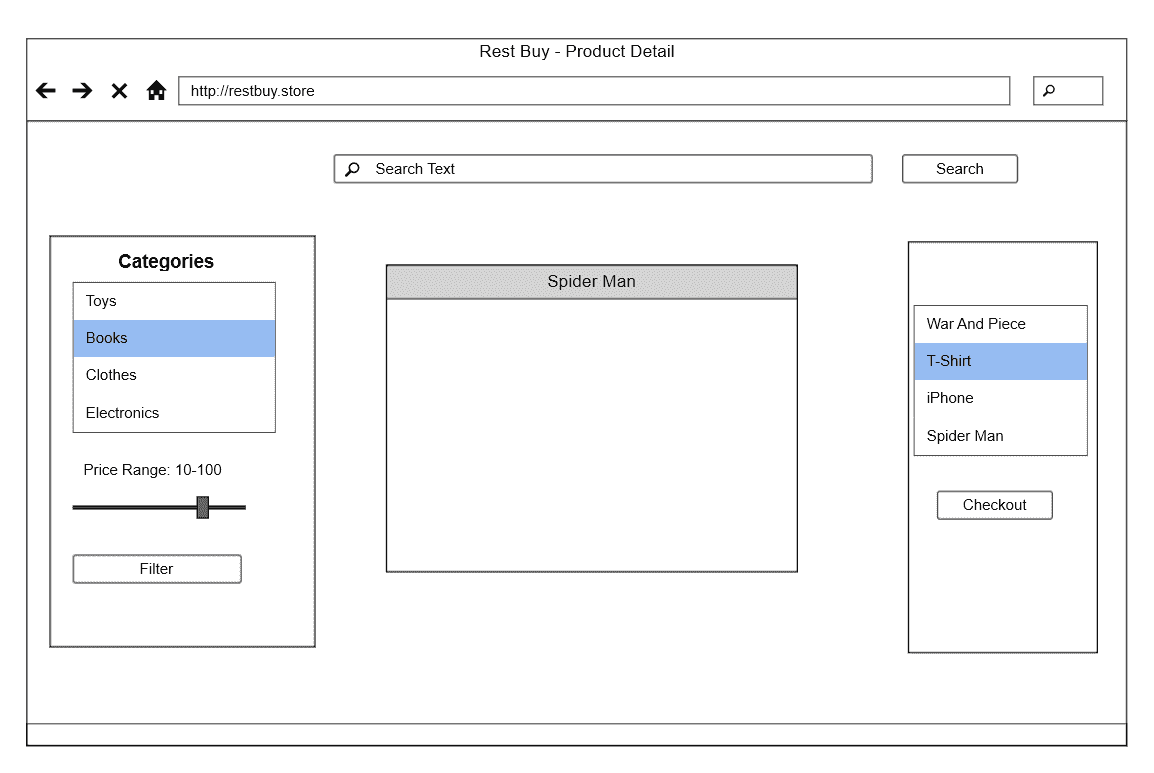 Rest Buy - Product Detail
http://restbuy.store
Search Text
Search
Categories
Toys
Books
Clothes
Electronics
Price Range: 10-100
Filter
Spider Man
War And Piece
T-Shirt
iPhone
Spider Man
Checkout